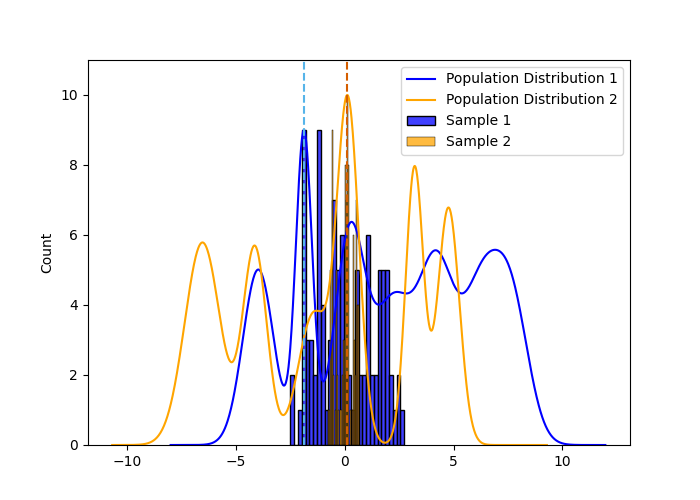 Population Distribution 1
Population Distribution 2
Sample 1
Sample 2
Count
10
8
6
4
2
0
−10
−5
0
5
10